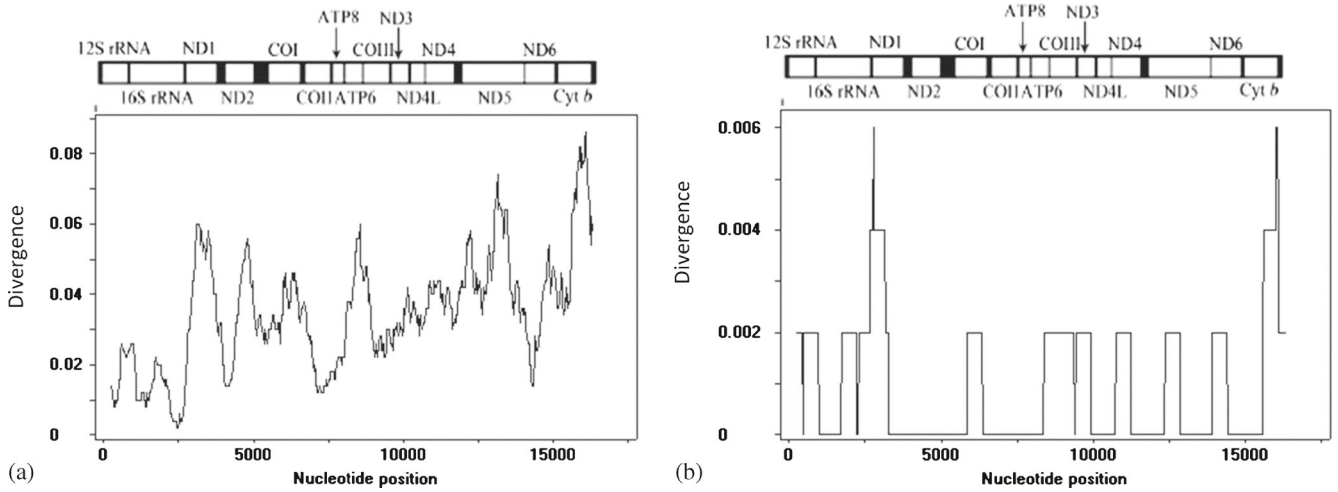 ATP8 ND3
12S rRNA ND1 COI COIII ND4 ND6
16S rRNA ND2 COII ATP6 ND4L ND5 Cyt b
Divergence
0.08
0.06
0.04
0.02
0
0 5000 10000 15000
(a) Nucleotide position
ATP8 ND3
12S rRNA ND1 COI COIII ND4 ND6
16S rRNA ND2 COII ATP6 ND4L ND5 Cyt b
Divergence
0.006
0.004
0.002
0
0 5000 10000 15000
(b) Nucleotide position